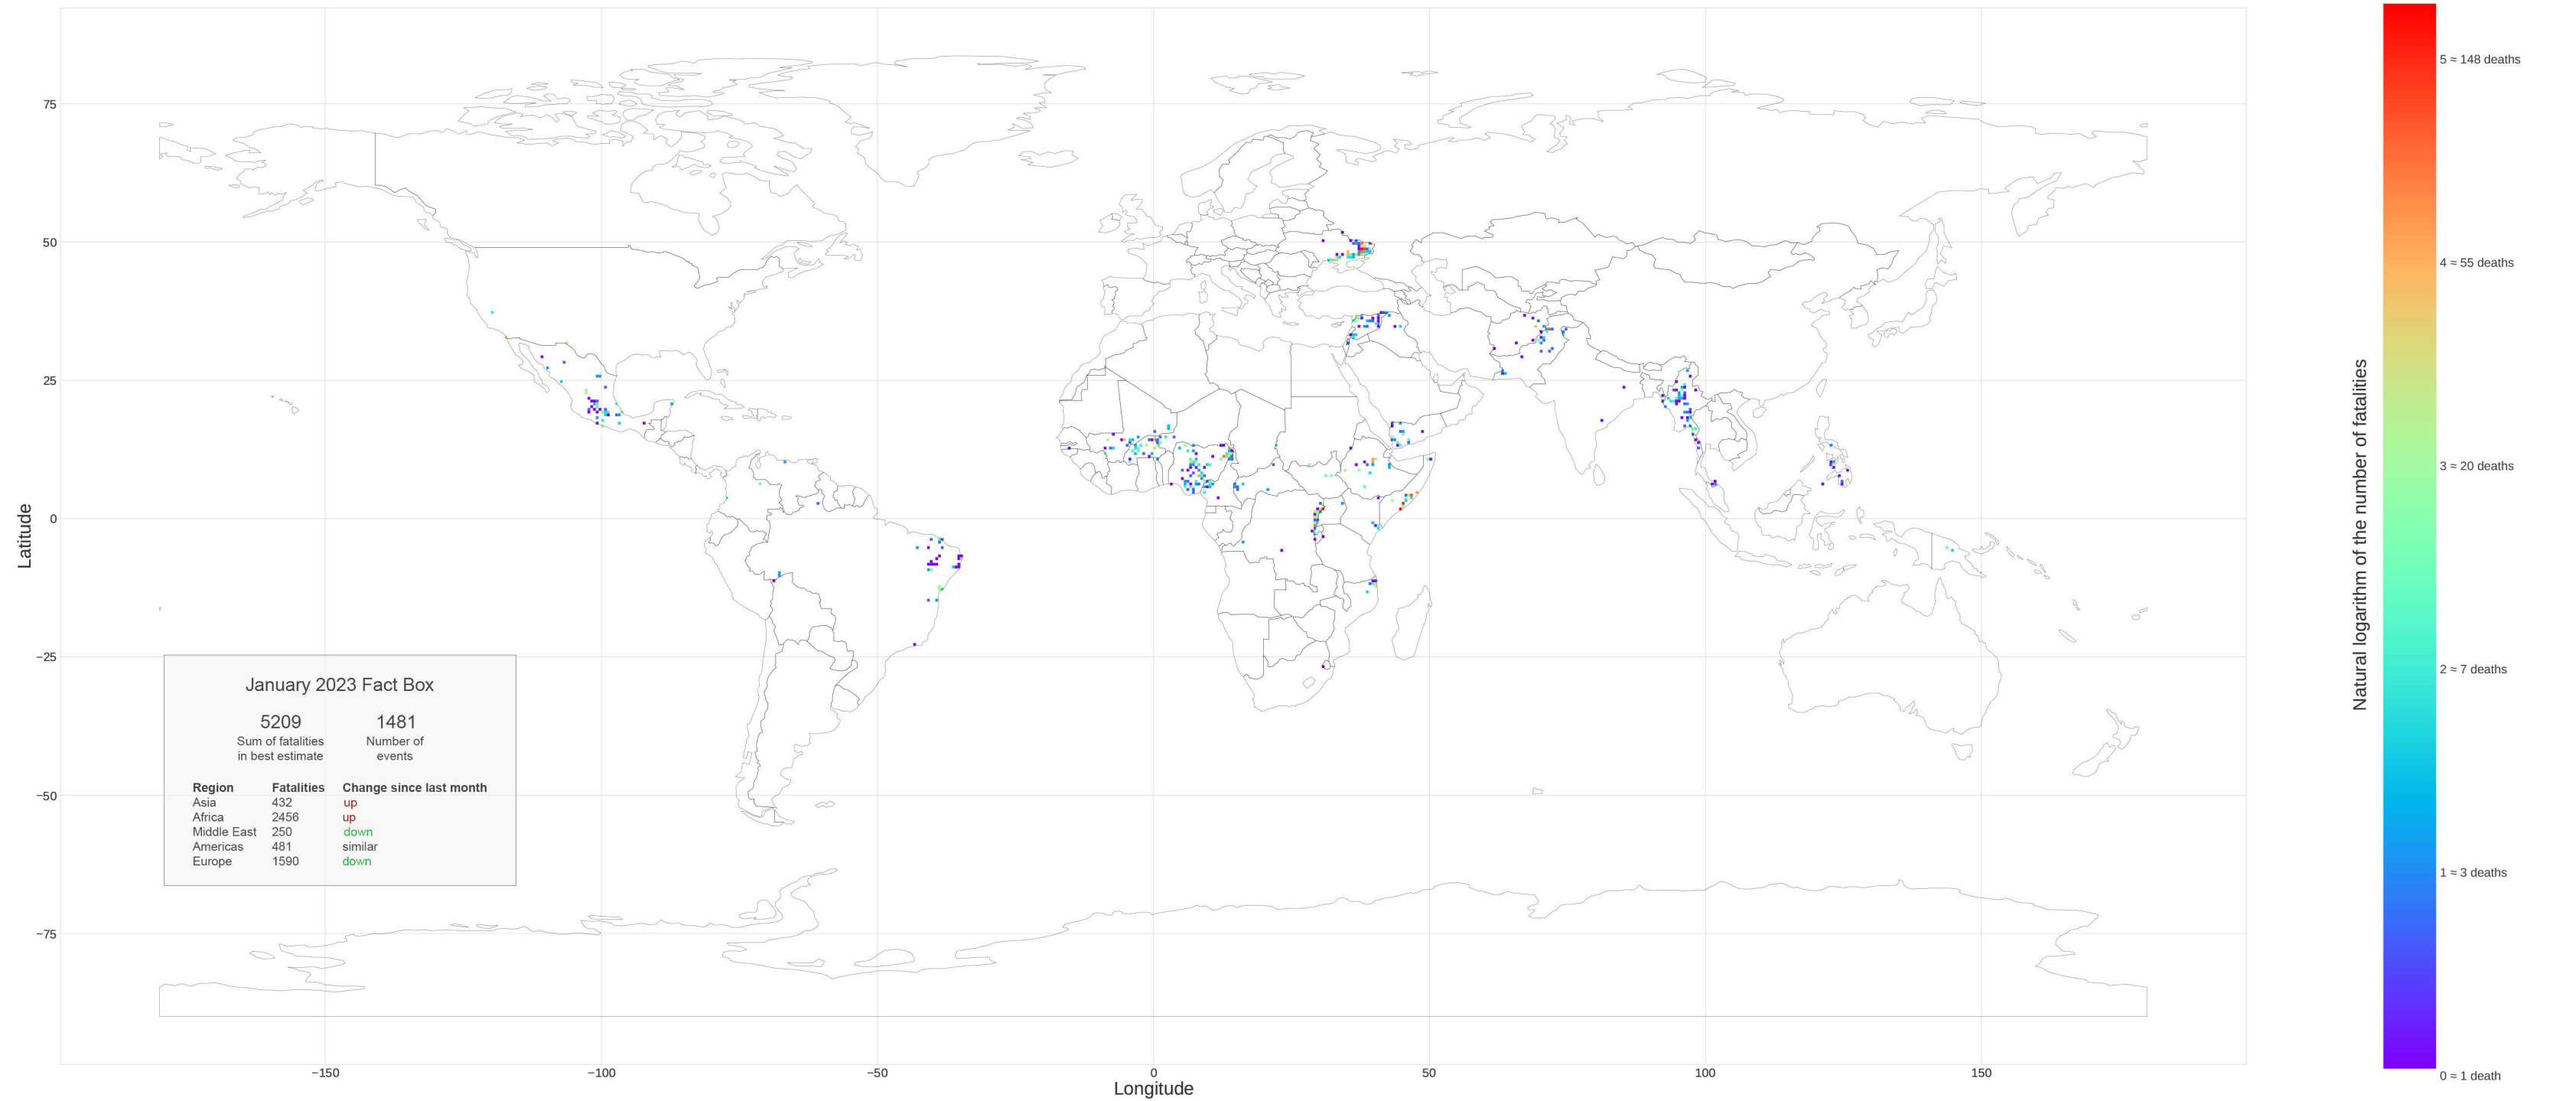 75
50
25
0
−25
−50
−75
Latitude
−150
−100
−50
0
50
100
150
Longitude
January 2023 Fact Box
5209 1481
Sum of fatalities Number of
in best estimate events
Region Fatalities Change since last month
Asia 432 up
Africa 2456 up
Middle East 250 down
Americas 481 similar
Europe 1590 down
Natural logarithm of the number of fatalities
5 ≈ 148 deaths
4 ≈ 55 deaths
3 ≈ 20 deaths
2 ≈ 7 deaths
1 ≈ 3 deaths
0 ≈ 1 death